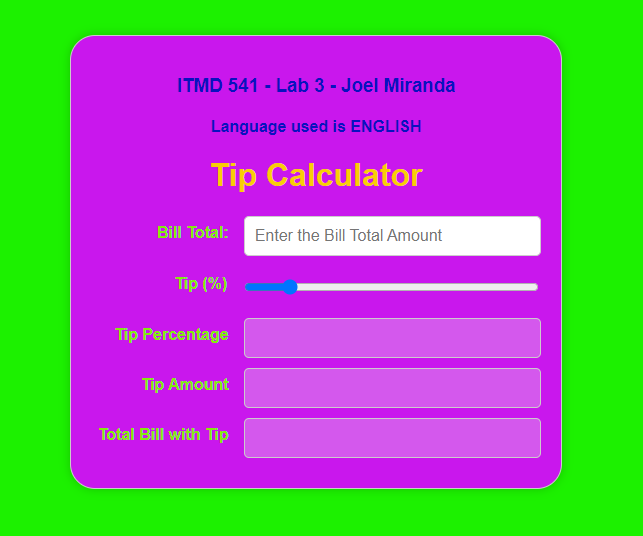 ITMD 541 - Lab 3 - Joel Miranda
Language used is ENGLISH
Tip Calculator
Bill Total:
Enter the Bill Total Amount
Tip (%)
Tip Percentage
Tip Amount
Total Bill with Tip